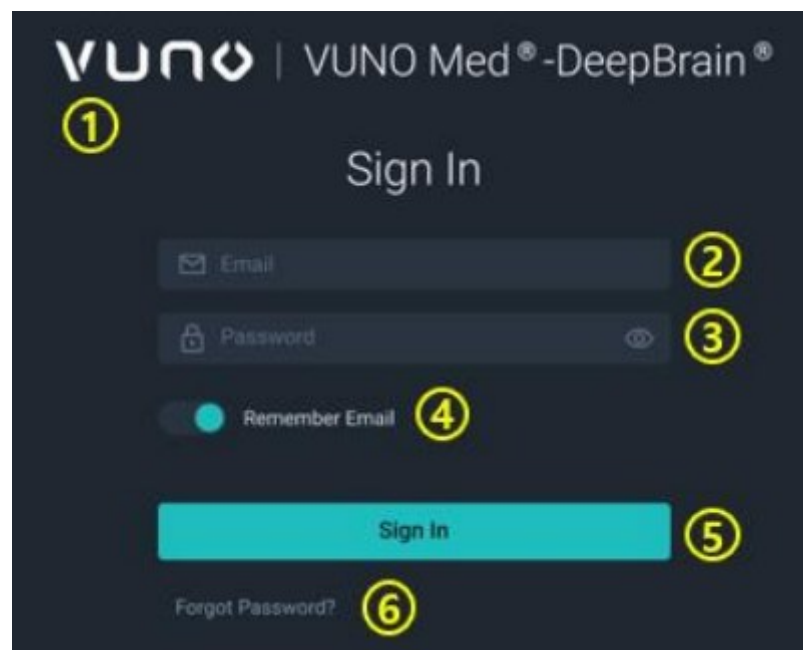 VUNO | VUNO Med®-DeepBrain®
①
Sign In
Email ②
Password ③
Remember Email ④
Sign In ⑤
Forgot Password? ⑥